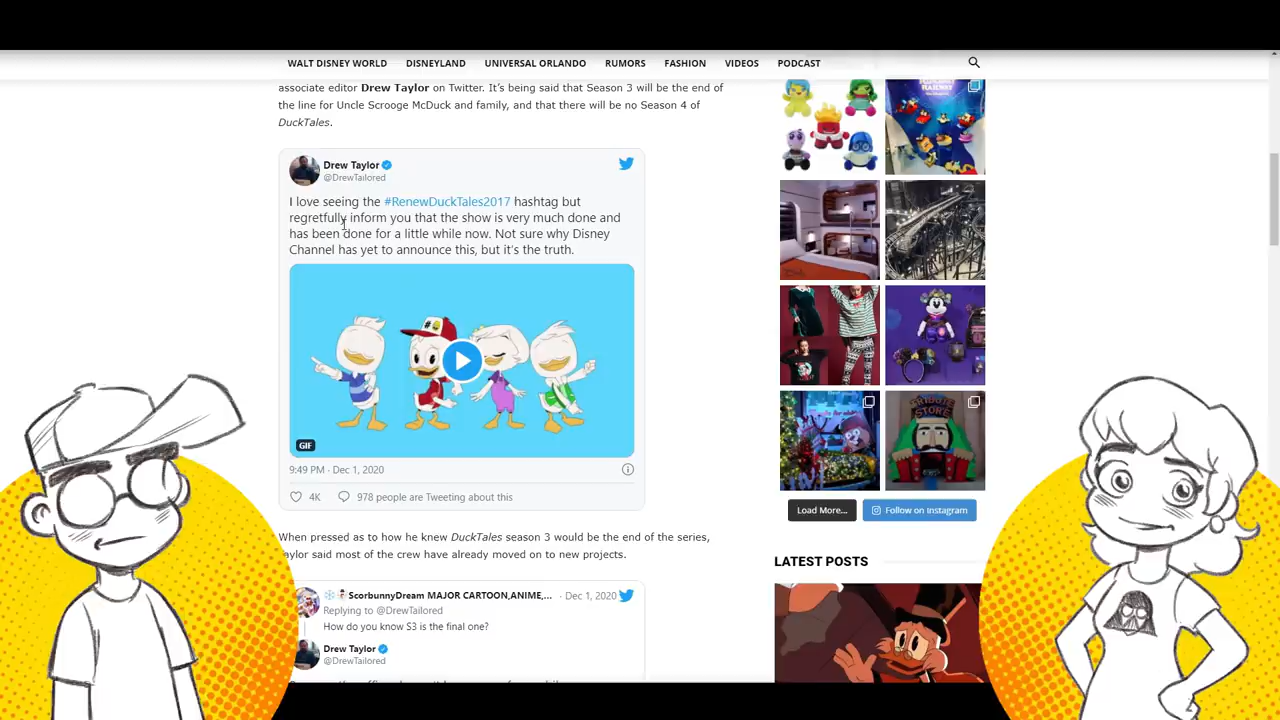 WALT DISNEY WORLD DISNEYLAND UNIVERSAL ORLANDO RUMORS FASHION VIDEOS PODCAST
associate editor Drew Taylor on Twitter. It's being said that Season 3 will be the end of
the line for Uncle Scrooge McDuck and family, and that there will be no Season 4 of
DuckTales.
Drew Taylor
@DrewTailored
I love seeing the #RenewDuckTales2017 hashtag but
regretfully inform you that the show is very much done and
has been done for a little while now. Not sure why Disney
Channel has yet to announce this, but it's the truth.
GIF
9:49 PM · Dec 1, 2020
4K 978 people are Tweeting about this
When pressed as to how he knew DuckTales season 3 would be the end of the series,
Taylor said most of the crew have already moved on to new projects.
ScorbunnyDream MAJOR CARTOON,ANIME,... · Dec 1, 2020
Replying to @DrewTailored
How do you know S3 is the final one?
Drew Taylor
@DrewTailored
RAILWAY
TRIBUTE
STORE
Load More...
Follow on Instagram
LATEST POSTS